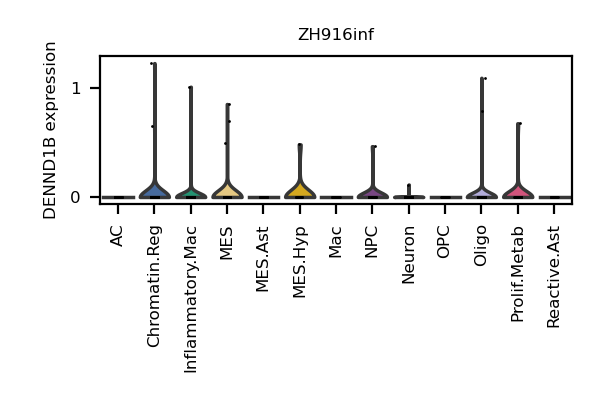 ZH916inf
DENND1B expression
1
0
AC
Chromatin.Reg
Inflammatory.Mac
MES
MES.Ast
MES.Hyp
Mac
NPC
Neuron
OPC
Oligo
Prolif.Metab
Reactive.Ast